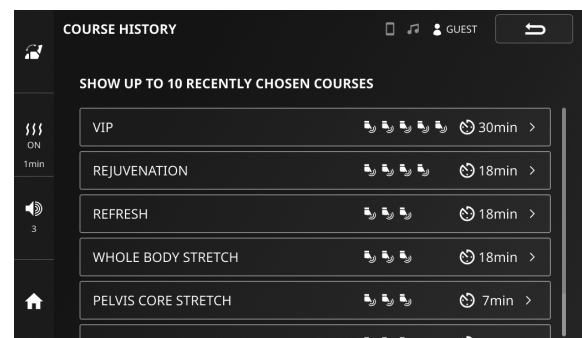 COURSE HISTORY
GUEST
SHOW UP TO 10 RECENTLY CHOSEN COURSES
ON
1min
3
VIP 30min >
REJUVENATION 18min >
REFRESH 18min >
WHOLE BODY STRETCH 18min >
PELVIS CORE STRETCH 7min >